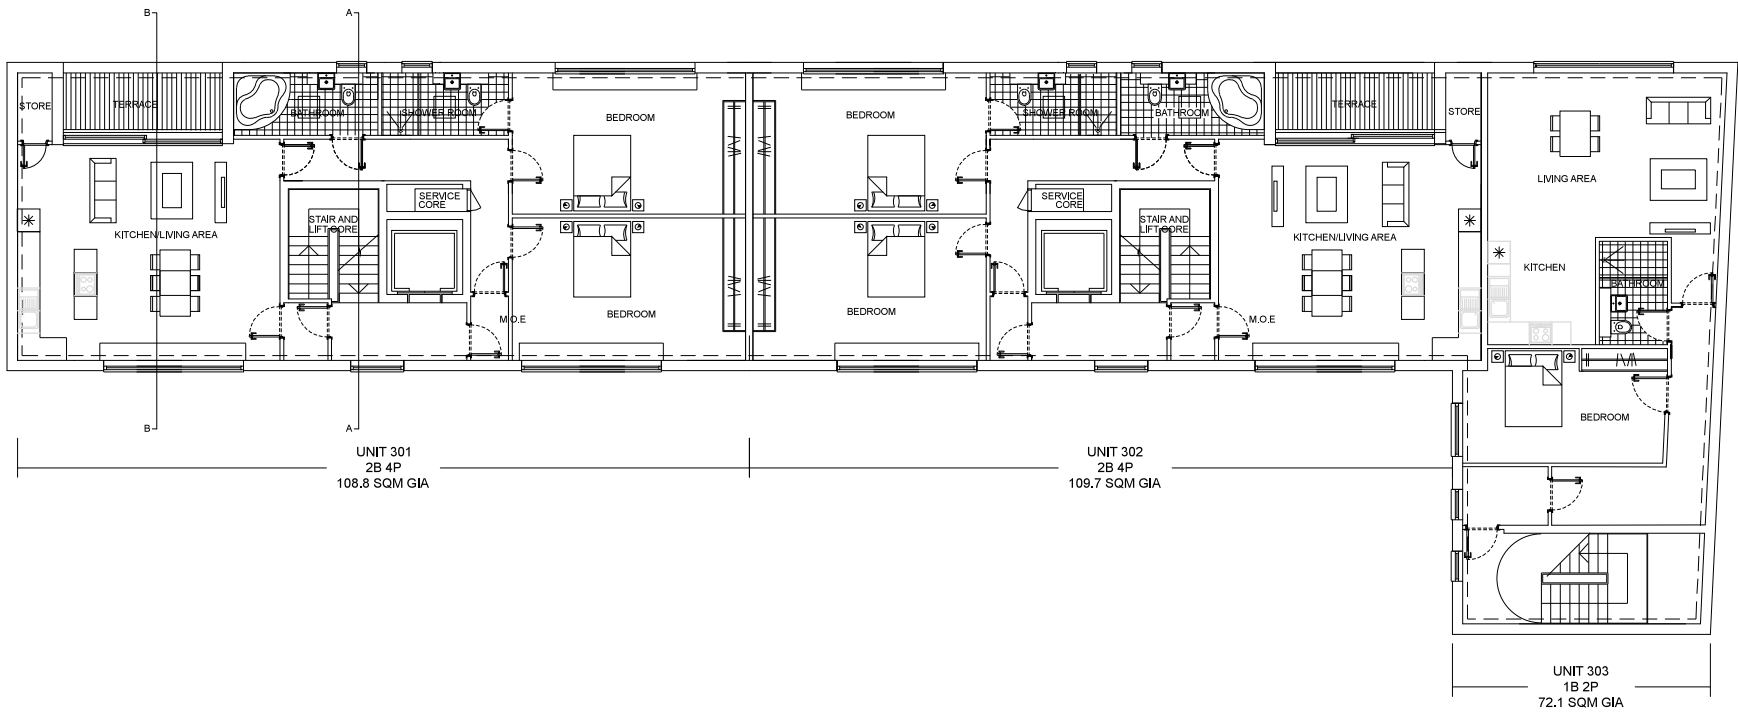 B
A
STORE
TERRACE
BATHROOM
SHOWER ROOM
BEDROOM
BEDROOM
SHOWER ROOM
BATHROOM
TERRACE
STORE
LIVING AREA
SERVICE
CORE
SERVICE
CORE
STAIR AND
LIFT CORE
STAIR AND
LIFT CORE
KITCHEN/LIVING AREA
KITCHEN/LIVING AREA
KITCHEN
BATHROOM
BEDROOM
BEDROOM
M.O.E
M.O.E
BEDROOM
B
A
UNIT 301
2B 4P
108.8 SQM GIA
UNIT 302
2B 4P
109.7 SQM GIA
UNIT 303
1B 2P
72.1 SQM GIA